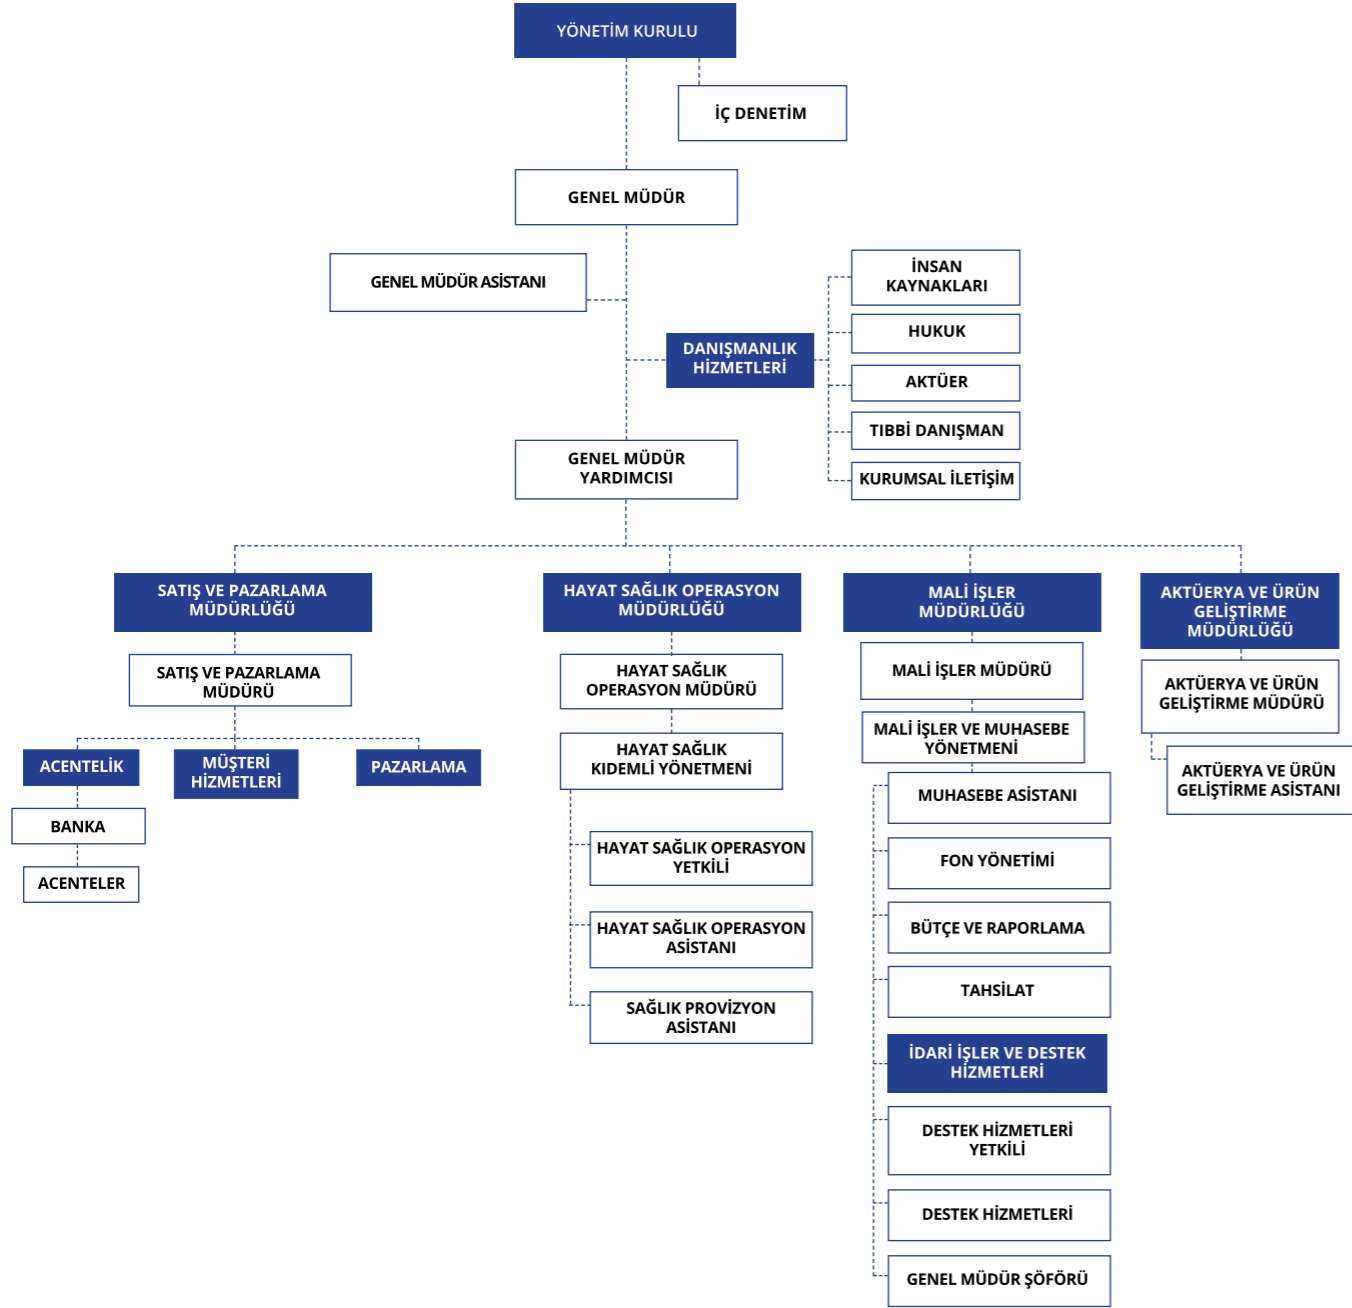 YÖNETİM KURULU
İÇ DENETİM
GENEL MÜDÜR
GENEL MÜDÜR ASİSTANI
DANIŞMANLIK
HİZMETLERİ
İNSAN
KAYNAKLARI
HUKUK
AKTÜER
TIBBİ DANIŞMAN
KURUMSAL İLETİŞİM
GENEL MÜDÜR
YARDIMCISI
SATIŞ VE PAZARLAMA
MÜDÜRLÜĞÜ
SATIŞ VE PAZARLAMA
MÜDÜRÜ
ACENTELİK
BANKA
ACENTELER
MÜŞTERİ
HİZMETLERİ
PAZARLAMA
HAYAT SAĞLIK OPERASYON
MÜDÜRLÜĞÜ
HAYAT SAĞLIK
OPERASYON MÜDÜRÜ
HAYAT SAĞLIK
KIDEMLİ YÖNETMENİ
HAYAT SAĞLIK OPERASYON
YETKİLİ
HAYAT SAĞLIK OPERASYON
ASİSTANI
SAĞLIK PROVİZYON
ASİSTANI
MALİ İŞLER
MÜDÜRLÜĞÜ
MALİ İŞLER MÜDÜRÜ
MALİ İŞLER VE MUHASEBE
YÖNETMENİ
MUHASEBE ASİSTANI
FON YÖNETİMİ
BÜTÇE VE RAPORLAMA
TAHSİLAT
İDARİ İŞLER VE DESTEK
HİZMETLERİ
DESTEK HİZMETLERİ
YETKİLİ
DESTEK HİZMETLERİ
GENEL MÜDÜR ŞÖFÖRÜ
AKTÜERYA VE ÜRÜN
GELİŞTİRME
MÜDÜRLÜĞÜ
AKTÜERYA VE ÜRÜN
GELİŞTİRME MÜDÜRÜ
AKTÜERYA VE ÜRÜN
GELİŞTİRME ASİSTANI